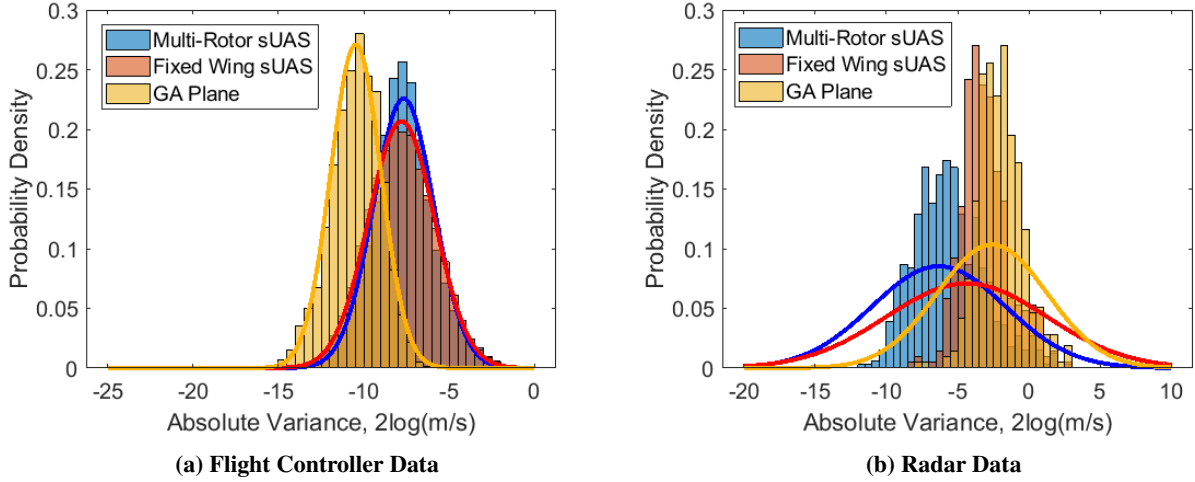 0.3
0.25
0.2
0.15
0.1
0.05
0
Probability Density
Multi-Rotor sUAS
Fixed Wing sUAS
GA Plane
-25 -20 -15 -10 -5 0
Absolute Variance, 2log(m/s)
(a) Flight Controller Data
0.3
0.25
0.2
0.15
0.1
0.05
0
Probability Density
Multi-Rotor sUAS
Fixed Wing sUAS
GA Plane
-20 -15 -10 -5 0 5 10
Absolute Variance, 2log(m/s)
(b) Radar Data